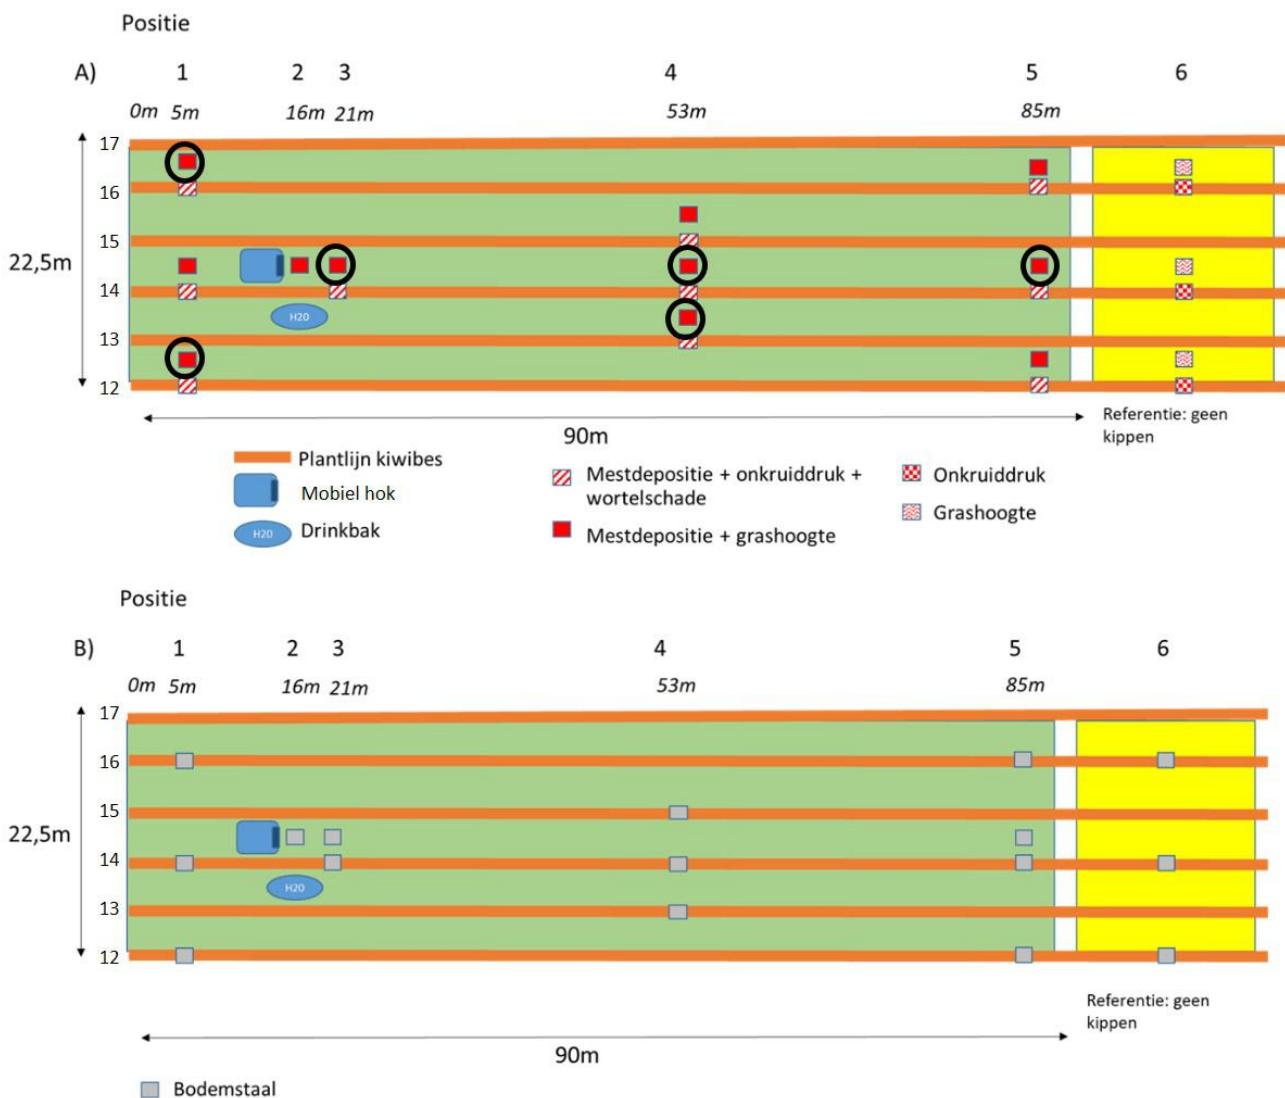 Positie
A) 1 2 3 4 5 6
0m 5m 16m 21m 53m 85m
17
16
15
22,5m
14
H20
13
12
90m
Referentie: geen
kippen
Plantlijn kiwibes
Mobiel hok
H20 Drinkbak
Mestdepositie + onkruiddruk +
wortelschade
Mestdepositie + grashoogte
Onkruiddruk
Grashoogte
Positie
B) 1 2 3 4 5 6
0m 5m 16m 21m 53m 85m
17
16
15
22,5m
14
H20
13
12
Referentie: geen
kippen
90m
Bodemstaal